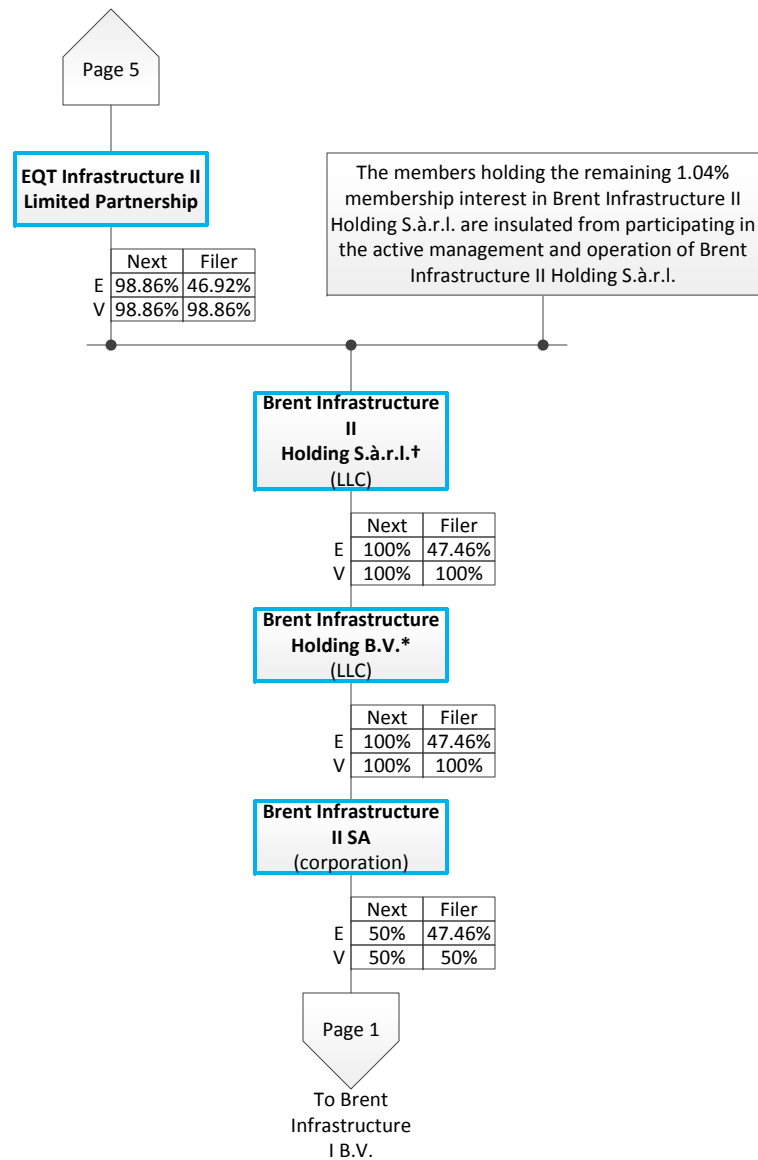 Page 5
EQT Infrastructure II
Limited Partnership
The members holding the remaining 1.04%
membership interest in Brent Infrastructure II
Holding S.à.r.l. are insulated from participating in
the active management and operation of Brent
Infrastructure II Holding S.à.r.l.
Next Filer
E 98.86% 46.92%
V 98.86% 98.86%
Brent Infrastructure
II
Holding S.à.r.l.†
(LLC)
Next Filer
E 100% 47.46%
V 100% 100%
Brent Infrastructure
Holding B.V.*
(LLC)
Next Filer
E 100% 47.46%
V 100% 100%
Brent Infrastructure
II SA
(corporation)
Next Filer
E 50% 47.46%
V 50% 50%
Page 1
To Brent
Infrastructure
I B.V.